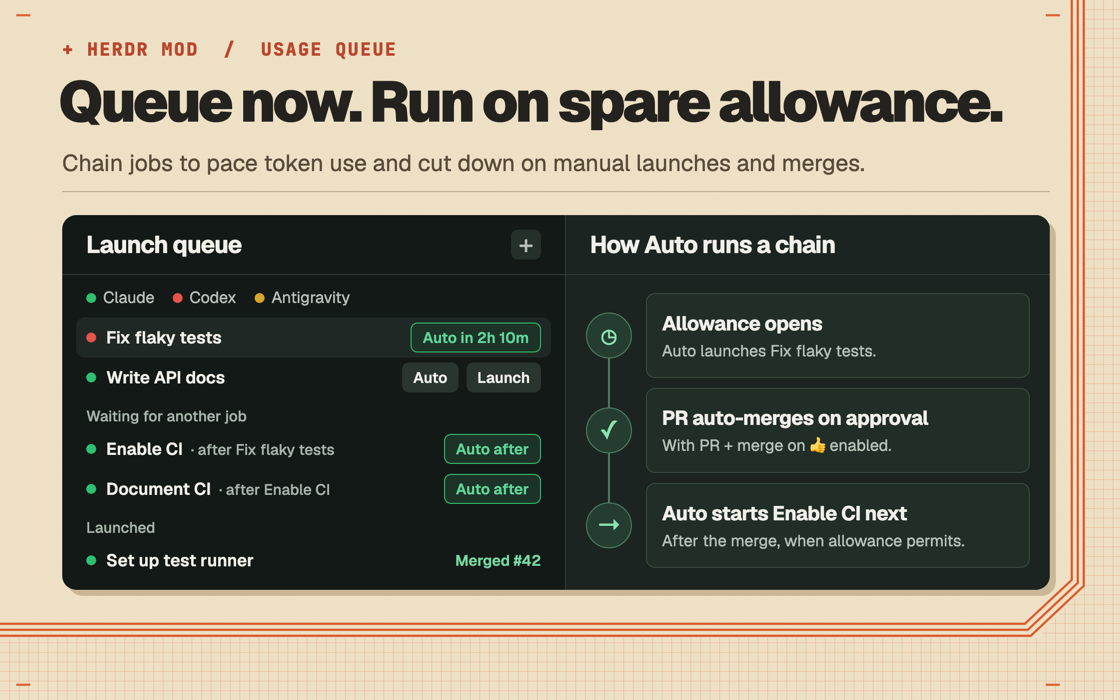 + HERDR MOD / USAGE QUEUE
Queue now. Run on spare allowance.
Chain jobs to pace token use and cut down on manual launches and merges.
Launch queue
+
Claude Codex Antigravity
Fix flaky tests Auto in 2h 10m
Write API docs Auto Launch
Waiting for another job
Enable CI · after Fix flaky tests Auto after
Document CI · after Enable CI Auto after
Launched
Set up test runner Merged #42
How Auto runs a chain
Allowance opens
Auto launches Fix flaky tests.
PR auto-merges on approval
With PR + merge on 👍 enabled.
Auto starts Enable CI next
After the merge, when allowance permits.